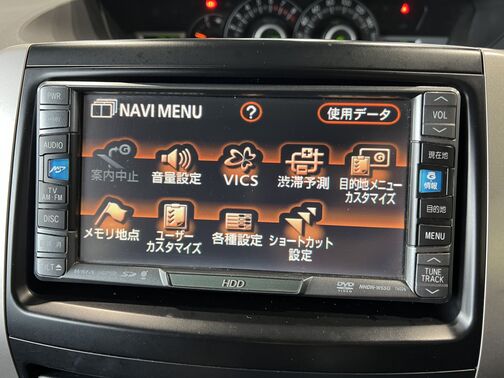 PWR
AUDIO
TV
AM·FM
DISC
NAVI MENU
?
使用データ
案内中止
音量設定
VICS
渋滞予測
目的地メニュー
カスタマイズ
メモリ地点
ユーザー
カスタマイズ
各種設定
ショートカット
設定
VOL
現在地
G
情報
目的地
MENU
TUNE
TRACK
WMA MP3 SD
HDD
DVD
VIDEO
NHDN-W55G